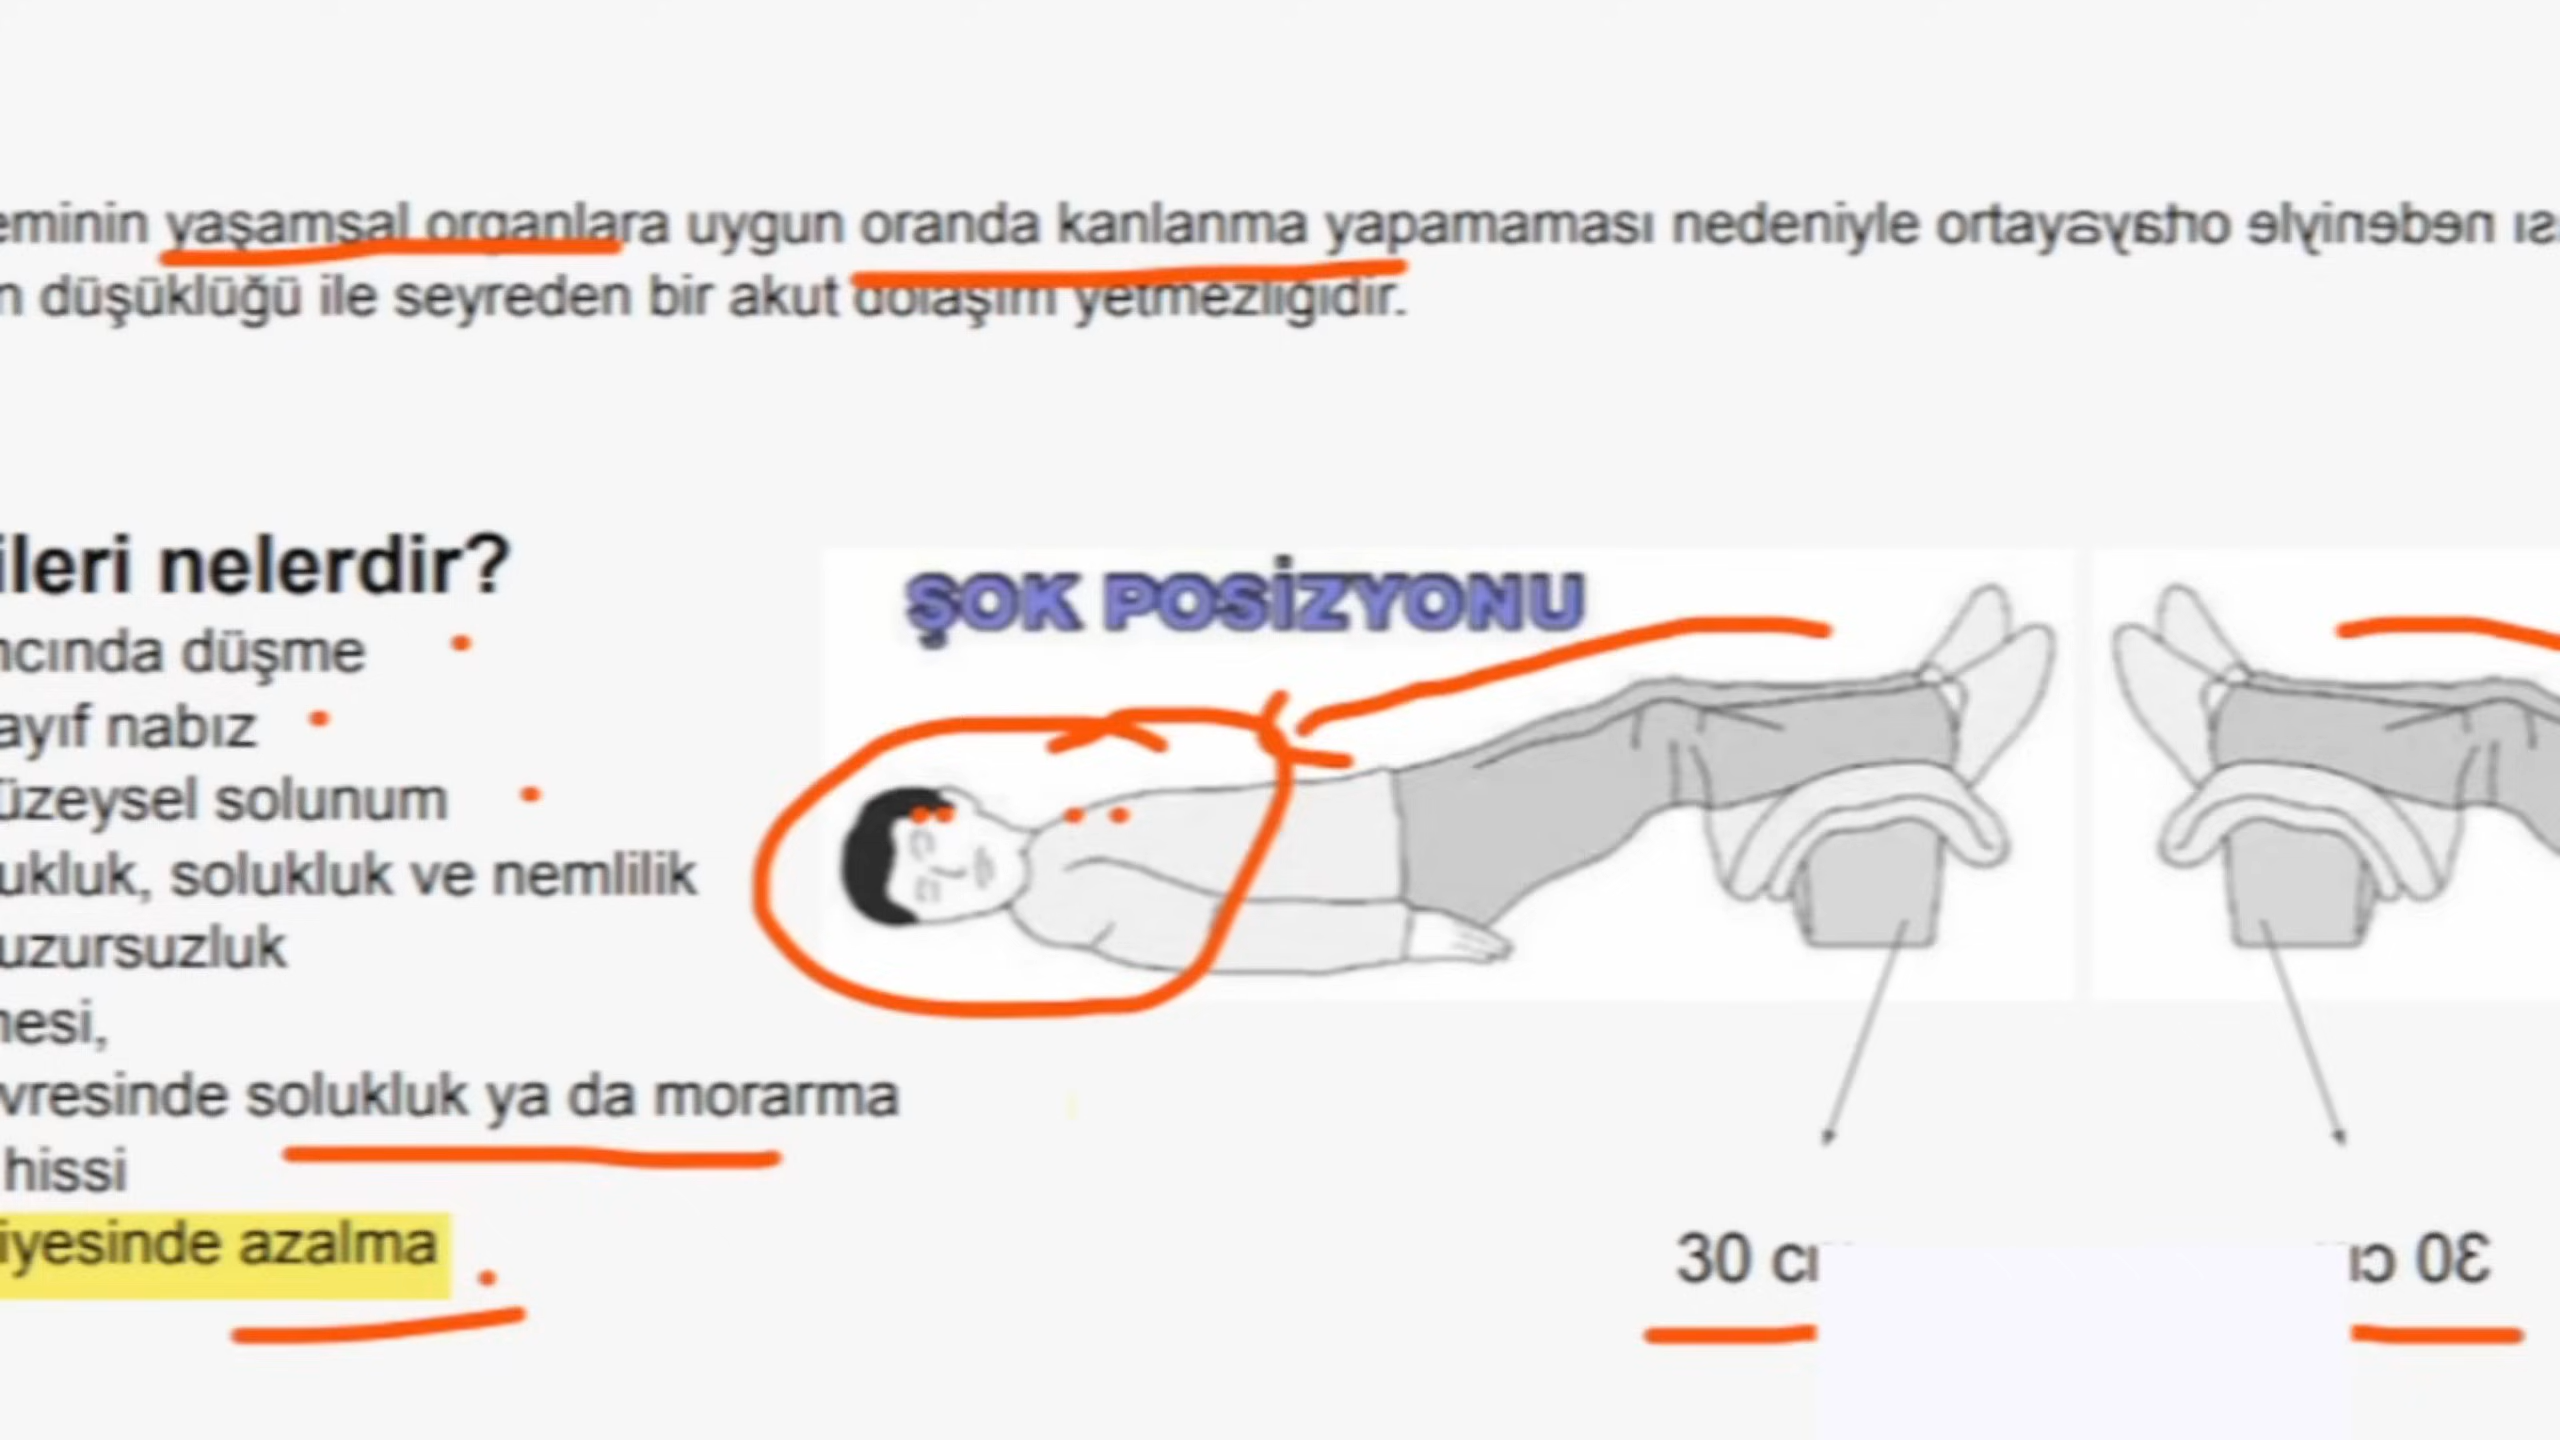 eminin yaşamsal organlara uygun oranda kanlanma yapamaması nedeniyle ortaya
n düşüklüğü ile seyreden bir akut dolaşım yetmezliğidir.
ileri nelerdir?
ncında düşme
ayıf nabız
üzeysel solunum
ukluk, solukluk ve nemlilik
uzursuzluk
mesi,
vresinde solukluk ya da morarma
hissi
iyesinde azalma
ŞOK POSİZYONU
30 c